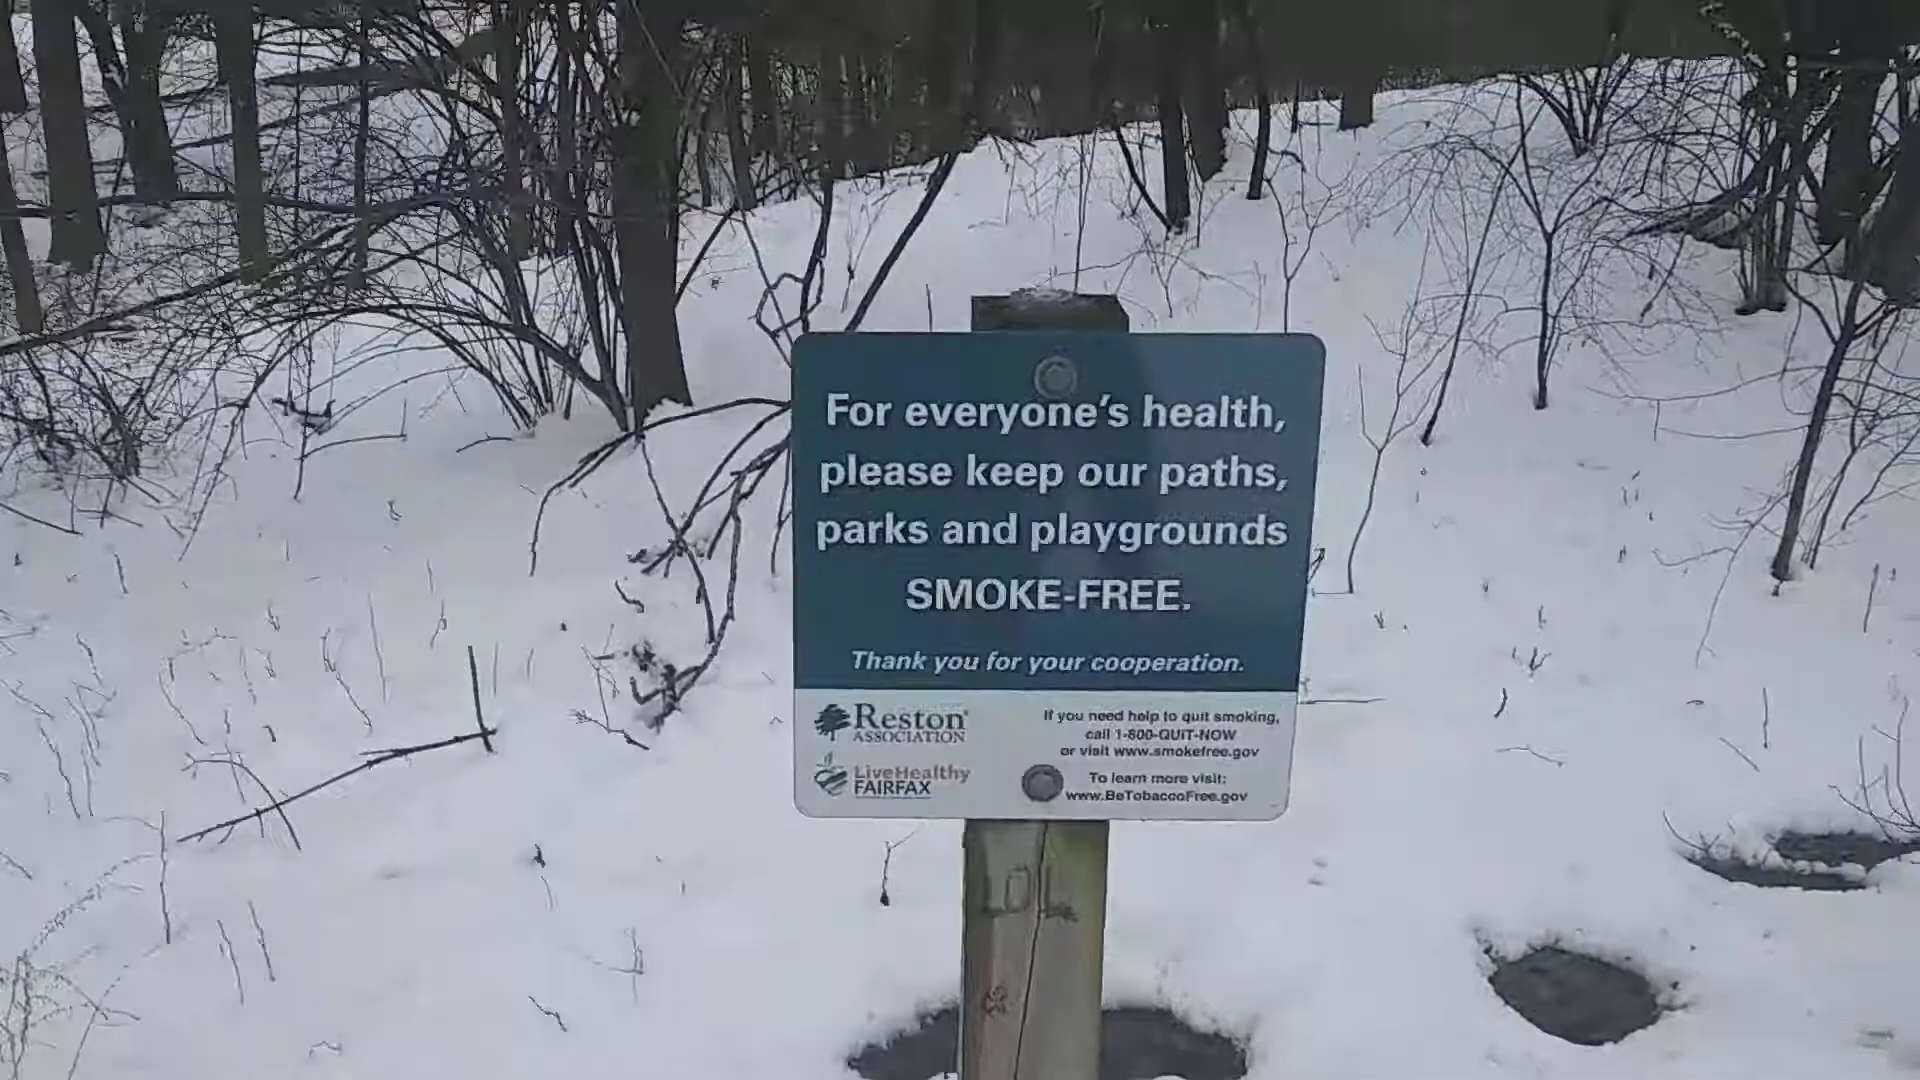 For everyone's health,
please keep our paths,
parks and playgrounds
SMOKE-FREE.
Thank you for your cooperation.
Reston
ASSOCIATION
LiveHealthy
FAIRFAX
If you need help to quit smoking,
call 1-800-QUIT-NOW
or visit www.smokefree.gov
To learn more visit:
www.BeTobaccoFree.gov
LOL